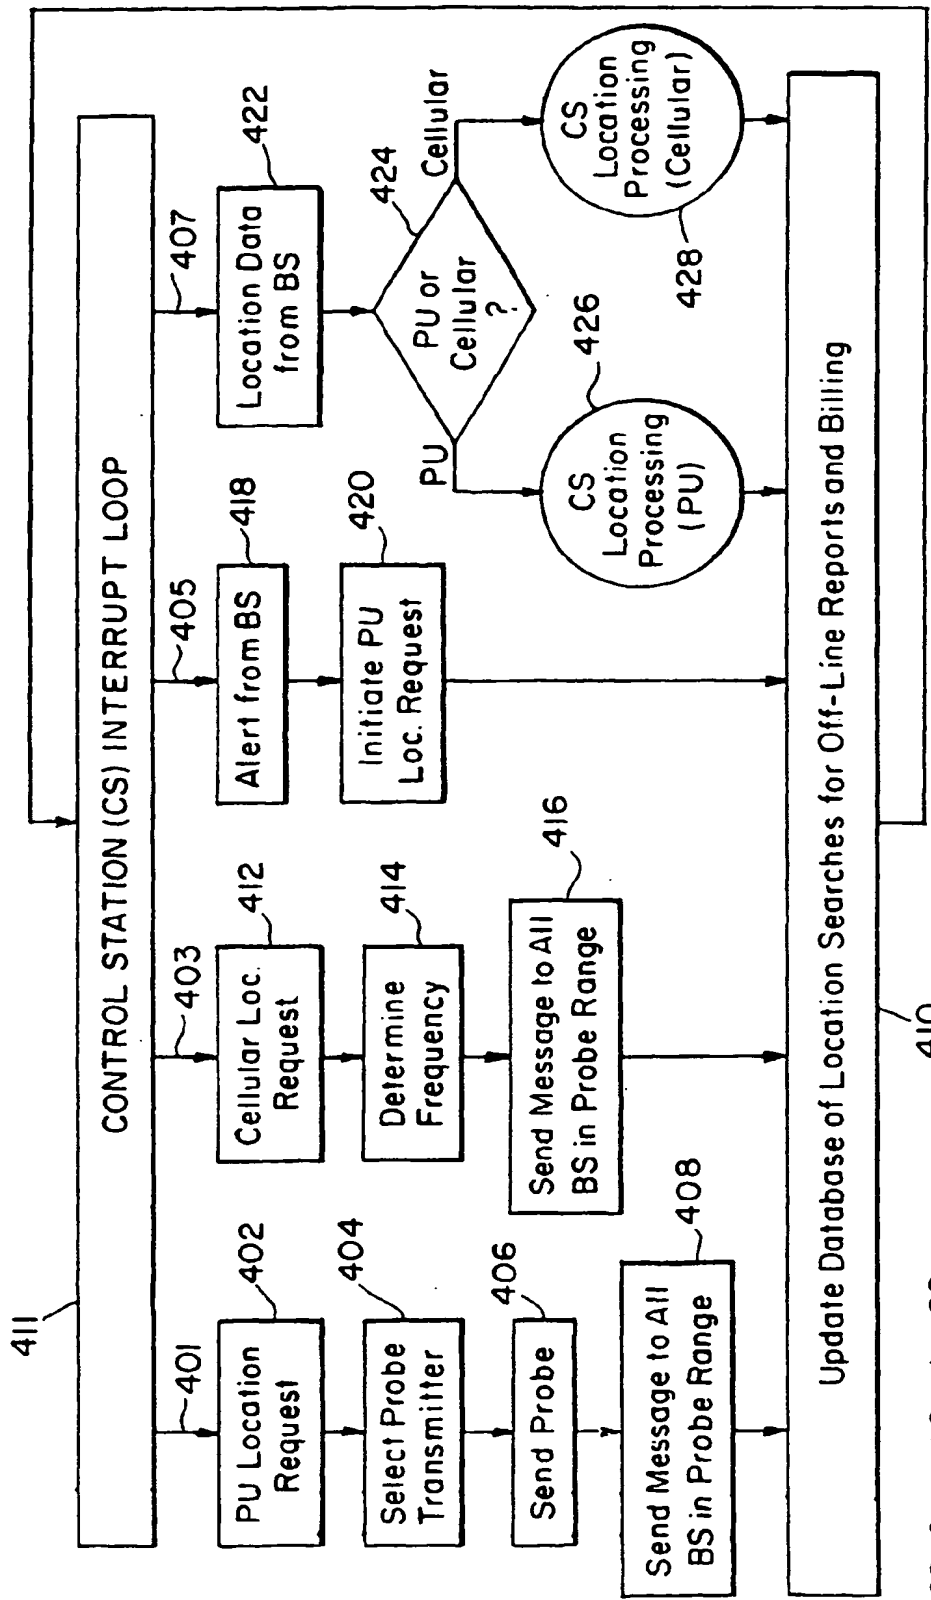 411
CONTROL STATION (CS) INTERRUPT LOOP
401
403
405
407
PU Location
Request
402
Select Probe
Transmitter
404
Send Probe
406
Send Message to All
BS in Probe Range
408
Cellular Loc.
Request
412
Determine
Frequency
414
Send Message to All
BS in Probe Range
416
Alert from BS
418
Initiate PU
Loc. Request
420
Location Data
from BS
422
PU or
Cellular
?
424
PU
Cellular
CS
Location
Processing
(PU)
426
CS
Location
Processing
(Cellular)
428
Update Database of Location Searches for Off-Line Reports and Billing
410